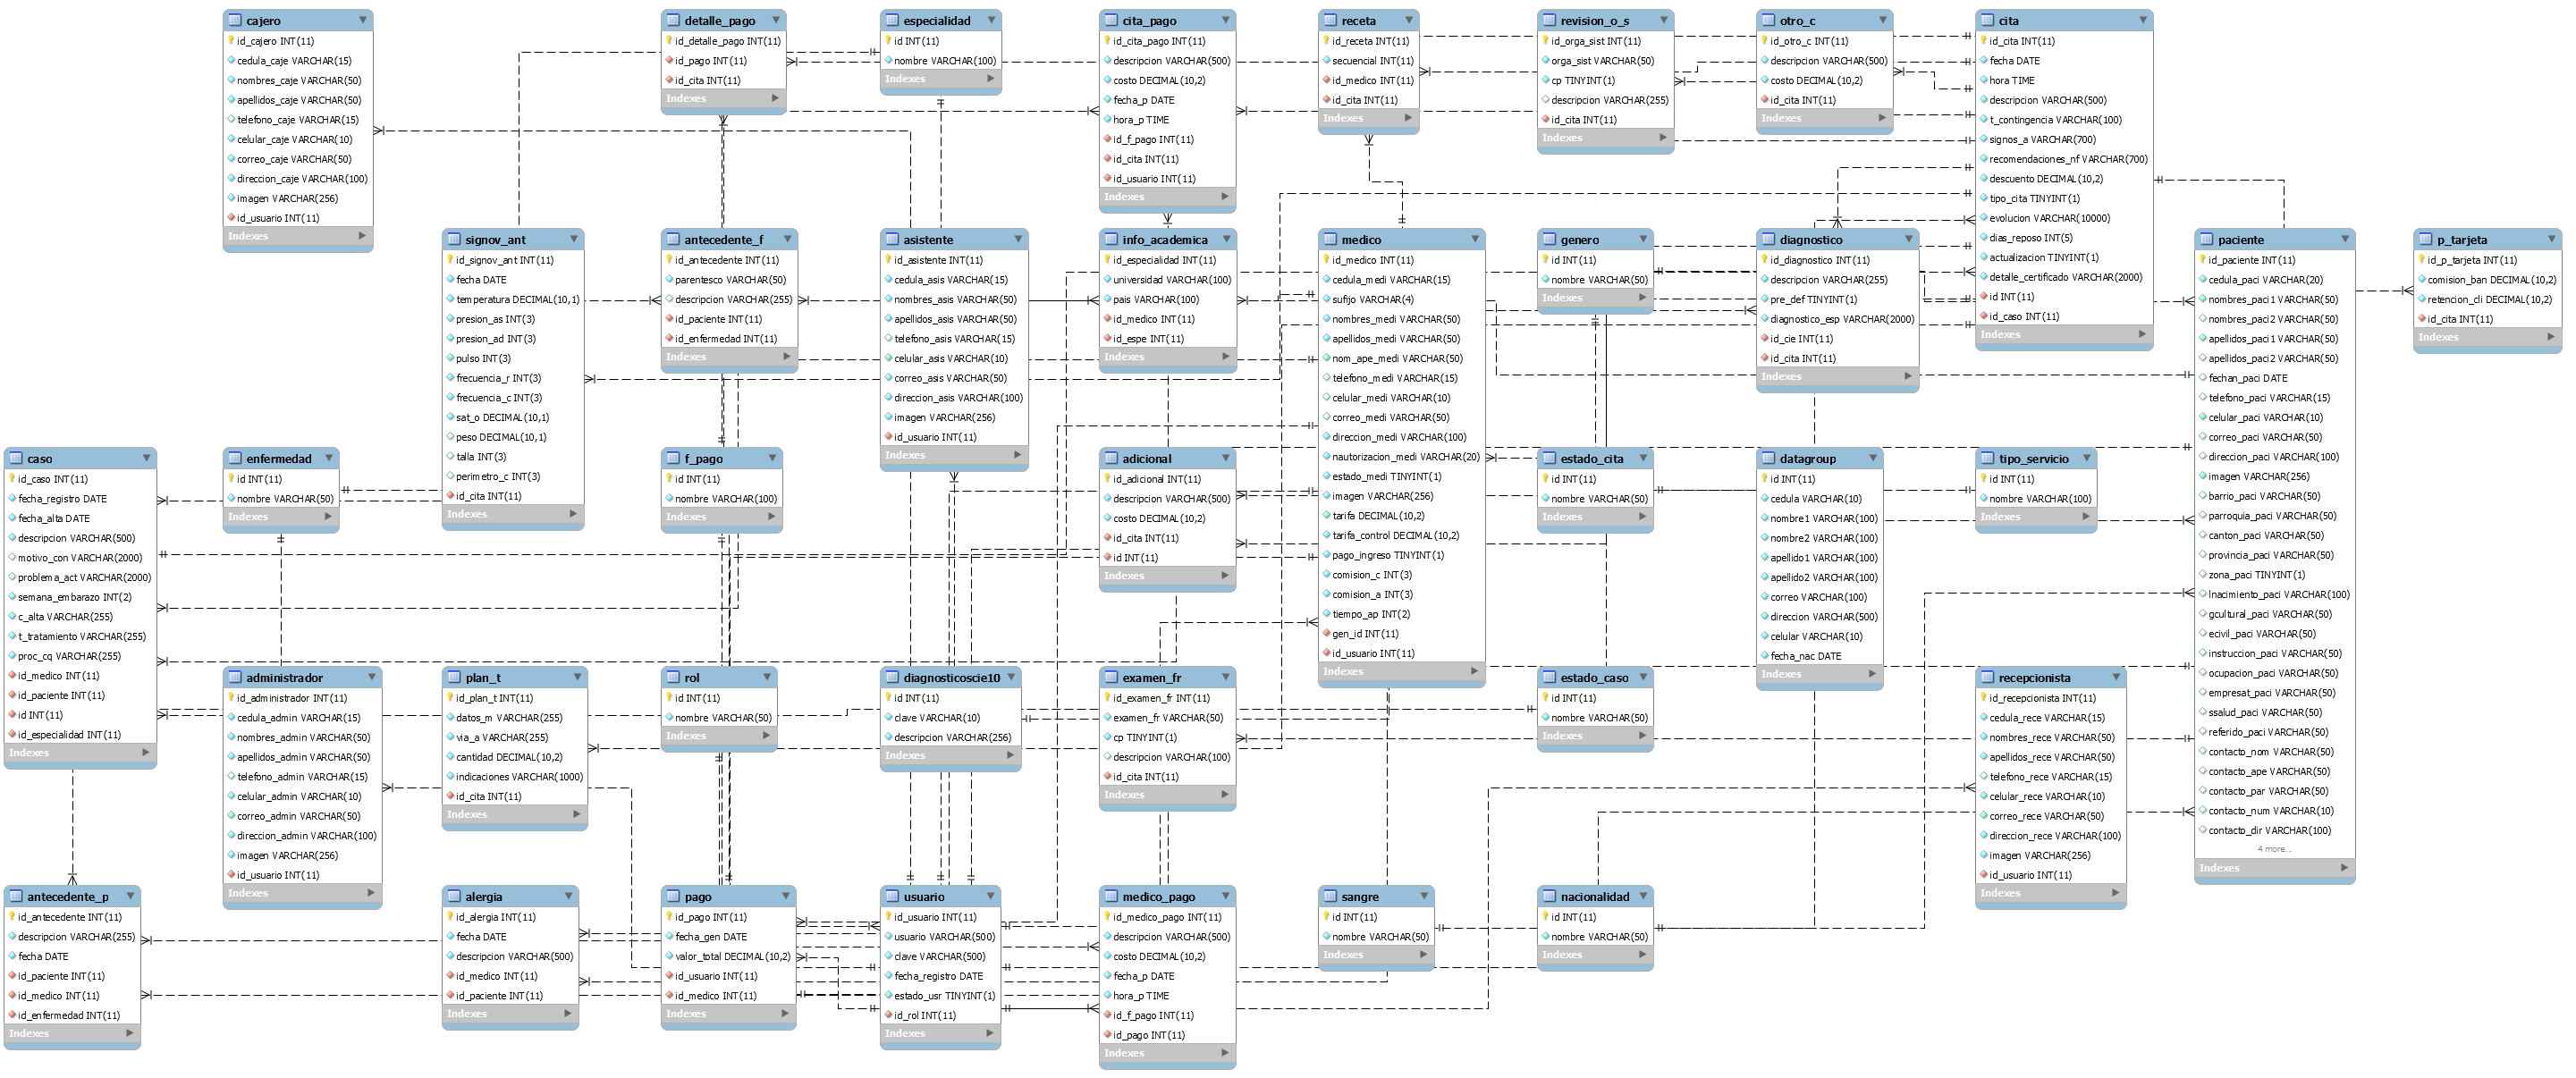 cajero
id_cajero INT(11)
cedula_caje VARCHAR(15)
nombres_caje VARCHAR(50)
apellidos_caje VARCHAR(50)
telefono_caje VARCHAR(15)
celular_caje VARCHAR(10)
correo_caje VARCHAR(50)
direccion_caje VARCHAR(100)
imagen VARCHAR(256)
id_usuario INT(11)
Indexes
detalle_pago
id_detalle_pago INT(11)
id_pago INT(11)
id_cita INT(11)
Indexes
especialidad
id INT(11)
nombre VARCHAR(100)
Indexes
cita_pago
id_cita_pago INT(11)
descripcion VARCHAR(500)
costo DECIMAL(10,2)
fecha_p DATE
hora_p TIME
id_f_pago INT(11)
id_cita INT(11)
id_usuario INT(11)
Indexes
receta
id_receta INT(11)
secuencial INT(11)
id_medico INT(11)
id_cita INT(11)
Indexes
revision_o_s
id_orga_sist INT(11)
orga_sist VARCHAR(50)
cp TINYINT(1)
descripcion VARCHAR(255)
id_cita INT(11)
Indexes
otro_c
id_otro_c INT(11)
descripcion VARCHAR(500)
costo DECIMAL(10,2)
id_cita INT(11)
Indexes
cita
id_cita INT(11)
fecha DATE
hora TIME
descripcion VARCHAR(500)
t_contingencia VARCHAR(100)
signos_a VARCHAR(700)
recomendaciones_nf VARCHAR(700)
descuento DECIMAL(10,2)
tipo_cita TINYINT(1)
evolucion VARCHAR(10000)
dias_reposo INT(5)
actualizacion TINYINT(1)
detalle_certificado VARCHAR(2000)
id INT(11)
id_caso INT(11)
Indexes
signov_ant
id_signov_ant INT(11)
fecha DATE
temperatura DECIMAL(10,1)
presion_as INT(3)
presion_ad INT(3)
pulso INT(3)
frecuencia_r INT(3)
frecuencia_c INT(3)
sat_o DECIMAL(10,1)
peso DECIMAL(10,1)
talla INT(3)
perimetro_c INT(3)
id_cita INT(11)
Indexes
antecedente_f
id_antecedente INT(11)
parentesco VARCHAR(50)
descripcion VARCHAR(255)
id_paciente INT(11)
id_enfermedad INT(11)
Indexes
asistente
id_asistente INT(11)
cedula_asis VARCHAR(15)
nombres_asis VARCHAR(50)
apellidos_asis VARCHAR(50)
telefono_asis VARCHAR(15)
celular_asis VARCHAR(10)
correo_asis VARCHAR(50)
direccion_asis VARCHAR(100)
imagen VARCHAR(256)
id_usuario INT(11)
Indexes
info_academica
id_especialidad INT(11)
universidad VARCHAR(100)
pais VARCHAR(100)
id_medico INT(11)
id_espe INT(11)
Indexes
medico
id_medico INT(11)
cedula_medi VARCHAR(15)
sufijo VARCHAR(4)
nombres_medi VARCHAR(50)
apellidos_medi VARCHAR(50)
nom_ape_medi VARCHAR(50)
telefono_medi VARCHAR(15)
celular_medi VARCHAR(10)
correo_medi VARCHAR(50)
direccion_medi VARCHAR(100)
nautorizacion_medi VARCHAR(20)
estado_medi TINYINT(1)
imagen VARCHAR(256)
tarifa DECIMAL(10,2)
tarifa_control DECIMAL(10,2)
pago_ingreso TINYINT(1)
comision_c INT(3)
comision_a INT(3)
tiempo_ap INT(2)
gen_id INT(11)
id_usuario INT(11)
Indexes
genero
id INT(11)
nombre VARCHAR(50)
Indexes
diagnostico
id_diagnostico INT(11)
descripcion VARCHAR(255)
pre_def TINYINT(1)
diagnostico_esp VARCHAR(2000)
id_cie INT(11)
id_cita INT(11)
Indexes
paciente
id_paciente INT(11)
cedula_paci VARCHAR(20)
nombres_paci1 VARCHAR(50)
nombres_paci2 VARCHAR(50)
apellidos_paci1 VARCHAR(50)
apellidos_paci2 VARCHAR(50)
fechan_paci DATE
telefono_paci VARCHAR(15)
celular_paci VARCHAR(10)
correo_paci VARCHAR(50)
direccion_paci VARCHAR(100)
imagen VARCHAR(256)
barrio_paci VARCHAR(50)
parroquia_paci VARCHAR(50)
canton_paci VARCHAR(50)
provincia_paci VARCHAR(50)
zona_paci TINYINT(1)
lnacimiento_paci VARCHAR(100)
gcultural_paci VARCHAR(50)
ecivil_paci VARCHAR(50)
instruccion_paci VARCHAR(50)
ocupacion_paci VARCHAR(50)
empresat_paci VARCHAR(50)
ssalud_paci VARCHAR(50)
referido_paci VARCHAR(50)
contacto_nom VARCHAR(50)
contacto_ape VARCHAR(50)
contacto_par VARCHAR(50)
contacto_num VARCHAR(10)
contacto_dir VARCHAR(100)
4 more...
Indexes
p_tarjeta
id_p_tarjeta INT(11)
comision_ban DECIMAL(10,2)
retencion_cli DECIMAL(10,2)
id_cita INT(11)
Indexes
caso
id_caso INT(11)
fecha_registro DATE
fecha_alta DATE
descripcion VARCHAR(500)
motivo_con VARCHAR(2000)
problema_act VARCHAR(2000)
semana_embarazo INT(2)
c_alta VARCHAR(255)
t_tratamiento VARCHAR(255)
proc_cq VARCHAR(255)
id_medico INT(11)
id_paciente INT(11)
id INT(11)
id_especialidad INT(11)
Indexes
enfermedad
id INT(11)
nombre VARCHAR(50)
Indexes
f_pago
id INT(11)
nombre VARCHAR(100)
Indexes
adicional
id_adicional INT(11)
descripcion VARCHAR(500)
costo DECIMAL(10,2)
id_cita INT(11)
id INT(11)
Indexes
estado_cita
id INT(11)
nombre VARCHAR(50)
Indexes
datagroup
id INT(11)
cedula VARCHAR(10)
nombre1 VARCHAR(100)
nombre2 VARCHAR(100)
apellido1 VARCHAR(100)
apellido2 VARCHAR(100)
correo VARCHAR(100)
direccion VARCHAR(500)
celular VARCHAR(10)
fecha_nac DATE
Indexes
tipo_servicio
id INT(11)
nombre VARCHAR(100)
Indexes
administrador
id_administrador INT(11)
cedula_admin VARCHAR(15)
nombres_admin VARCHAR(50)
apellidos_admin VARCHAR(50)
telefono_admin VARCHAR(15)
celular_admin VARCHAR(10)
correo_admin VARCHAR(50)
direccion_admin VARCHAR(100)
imagen VARCHAR(256)
id_usuario INT(11)
Indexes
plan_t
id_plan_t INT(11)
datos_m VARCHAR(255)
via_a VARCHAR(255)
cantidad DECIMAL(10,2)
indicaciones VARCHAR(1000)
id_cita INT(11)
Indexes
rol
id INT(11)
nombre VARCHAR(50)
Indexes
diagnosticoscie10
id INT(11)
clave VARCHAR(10)
descripcion VARCHAR(256)
Indexes
examen_fr
id_examen_fr INT(11)
examen_fr VARCHAR(50)
cp TINYINT(1)
descripcion VARCHAR(100)
id_cita INT(11)
Indexes
estado_caso
id INT(11)
nombre VARCHAR(50)
Indexes
recepcionista
id_recepcionista INT(11)
cedula_rece VARCHAR(15)
nombres_rece VARCHAR(50)
apellidos_rece VARCHAR(50)
telefono_rece VARCHAR(15)
celular_rece VARCHAR(10)
correo_rece VARCHAR(50)
direccion_rece VARCHAR(100)
imagen VARCHAR(256)
id_usuario INT(11)
Indexes
antecedente_p
id_antecedente INT(11)
descripcion VARCHAR(255)
fecha DATE
id_paciente INT(11)
id_medico INT(11)
id_enfermedad INT(11)
Indexes
alergia
id_alergia INT(11)
fecha DATE
descripcion VARCHAR(500)
id_medico INT(11)
id_paciente INT(11)
Indexes
pago
id_pago INT(11)
fecha_gen DATE
valor_total DECIMAL(10,2)
id_usuario INT(11)
id_medico INT(11)
Indexes
usuario
id_usuario INT(11)
usuario VARCHAR(500)
clave VARCHAR(500)
fecha_registro DATE
estado_usr TINYINT(1)
id_rol INT(11)
Indexes
medico_pago
id_medico_pago INT(11)
descripcion VARCHAR(500)
costo DECIMAL(10,2)
fecha_p DATE
hora_p TIME
id_f_pago INT(11)
id_pago INT(11)
Indexes
sangre
id INT(11)
nombre VARCHAR(50)
Indexes
nacionalidad
id INT(11)
nombre VARCHAR(50)
Indexes